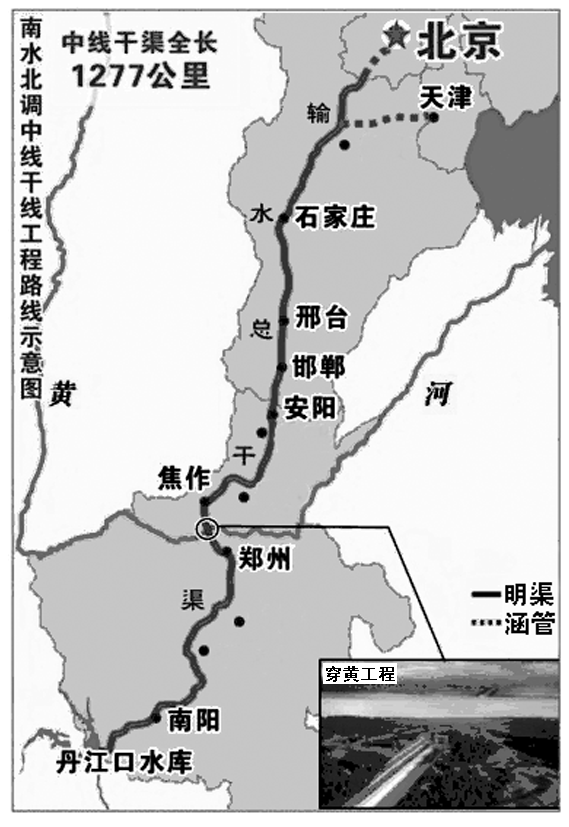 南水北调中线干线工程路线示意图
中线干渠全长
1277公里
北京
天津
输水总干渠
石家庄
邢台
邯郸
安阳
黄河
焦作
郑州
明渠
涵管
穿黄工程
南阳
丹江口水库